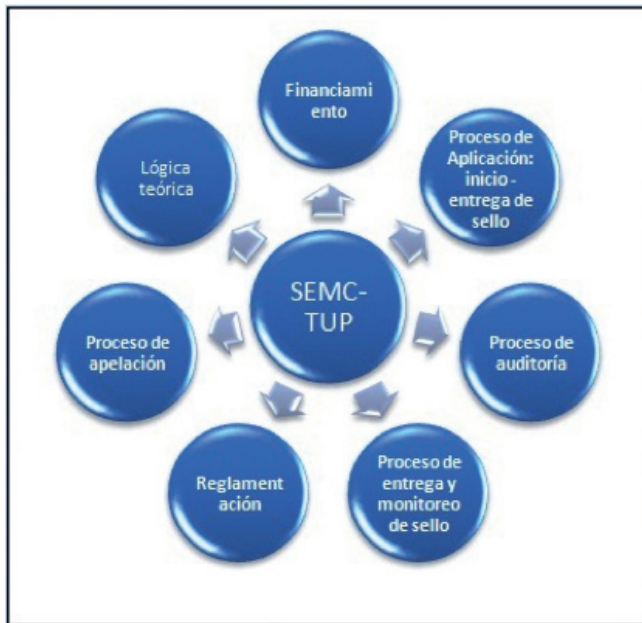 Financiami
ento
Proceso de
Aplicación:
inicio -
entrega de
sello
Lógica
teórica
SEMC-
TUP
Proceso de
apelación
Proceso de
auditoría
Reglament
ación
Proceso de
entrega y
monitoreo
de sello